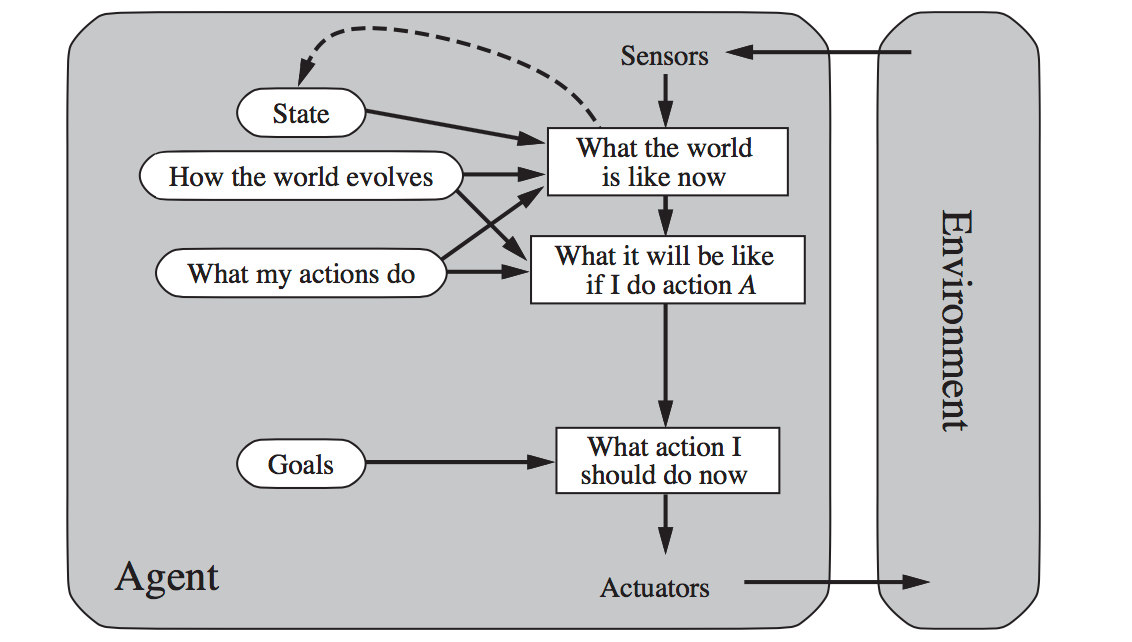 Sensors
State
What the world
is like now
How the world evolves
What it will be like
if I do action A
What my actions do
Environment
What action I
should do now
Goals
Agent
Actuators